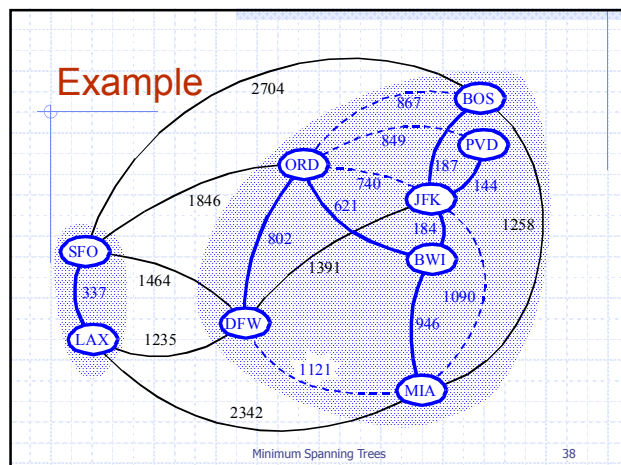 Example
2704
BOS
867
PVD
849
ORD
187
740
144
JFK
1846
621
184
1258
802
SFO
BWI
1391
1464
337
1090
946
DFW
LAX
1235
1121
MIA
2342
Minimum Spanning Trees
38